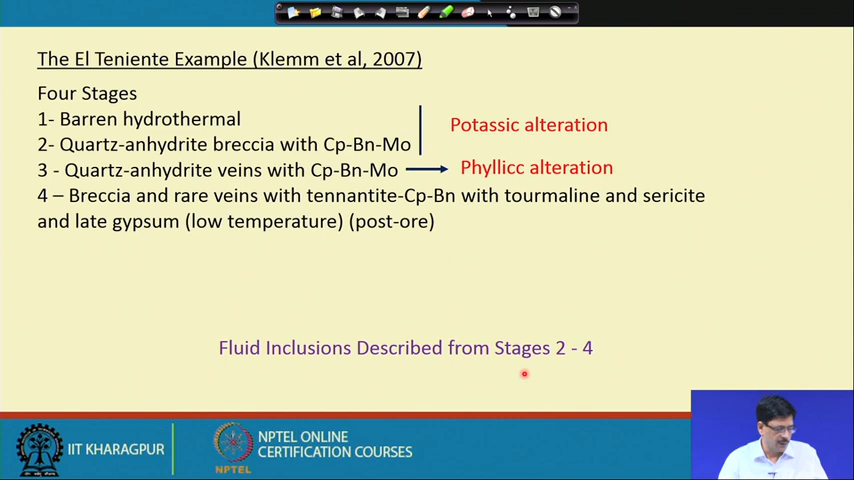 The El Teniente Example (Klemm et al, 2007)
Four Stages
1- Barren hydrothermal
2- Quartz-anhydrite breccia with Cp-Bn-Mo
Potassic alteration
3 - Quartz-anhydrite veins with Cp-Bn-Mo
Phyllicc alteration
4 – Breccia and rare veins with tennantite-Cp-Bn with tourmaline and sericite
and late gypsum (low temperature) (post-ore)
Fluid Inclusions Described from Stages 2 - 4
IIT KHARAGPUR
NPTEL
NPTEL ONLINE
CERTIFICATION COURSES